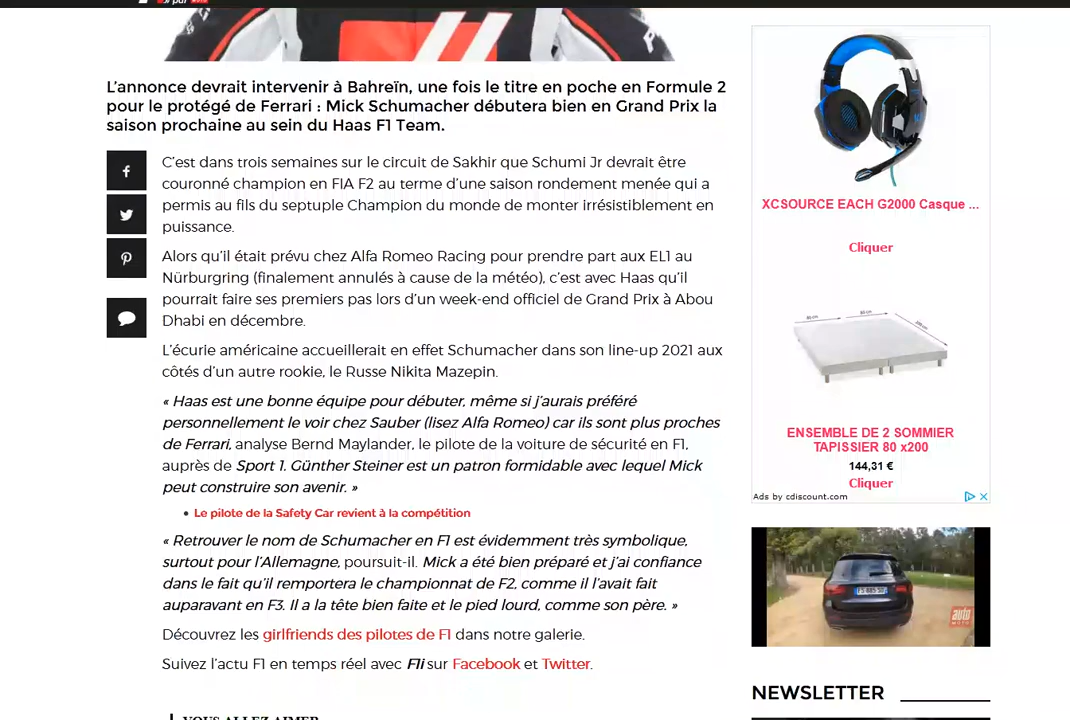 L'annonce devrait intervenir à Bahreïn, une fois le titre en poche en Formule 2
pour le protégé de Ferrari : Mick Schumacher débutera bien en Grand Prix la
saison prochaine au sein du Haas F1 Team.
C'est dans trois semaines sur le circuit de Sakhir que Schumi Jr devrait être
couronné champion en FIA F2 au terme d'une saison rondement menée qui a
permis au fils du septuple Champion du monde de monter irrésistiblement en
puissance.
Alors qu'il était prévu chez Alfa Romeo Racing pour prendre part aux EL1 au
Nürburgring (finalement annulés à cause de la météo), c'est avec Haas qu'il
pourrait faire ses premiers pas lors d'un week-end officiel de Grand Prix à Abou
Dhabi en décembre.
L'écurie américaine accueillerait en effet Schumacher dans son line-up 2021 aux
côtés d'un autre rookie, le Russe Nikita Mazepin.
« Haas est une bonne équipe pour débuter, même si j'aurais préféré
personnellement le voir chez Sauber (lisez Alfa Romeo) car ils sont plus proches
de Ferrari, analyse Bernd Maylander, le pilote de la voiture de sécurité en F1,
auprès de Sport 1. Günther Steiner est un patron formidable avec lequel Mick
peut construire son avenir. »
• Le pilote de la Safety Car revient à la compétition
« Retrouver le nom de Schumacher en F1 est évidemment très symbolique,
surtout pour l'Allemagne, poursuit-il. Mick a été bien préparé et j'ai confiance
dans le fait qu'il remportera le championnat de F2, comme il l'avait fait
auparavant en F3. Il a la tête bien faite et le pied lourd, comme son père. »
Découvrez les girlfriends des pilotes de F1 dans notre galerie.
Suivez l'actu F1 en temps réel avec F1i sur Facebook et Twitter.
VOUS ALLEZ AIMER
XCSOURCE EACH G2000 Casque ...
Cliquer
ENSEMBLE DE 2 SOMMIER
TAPISSIER 80 x200
144,31 €
Cliquer
Ads by cdiscount.com
auto
moto
NEWSLETTER